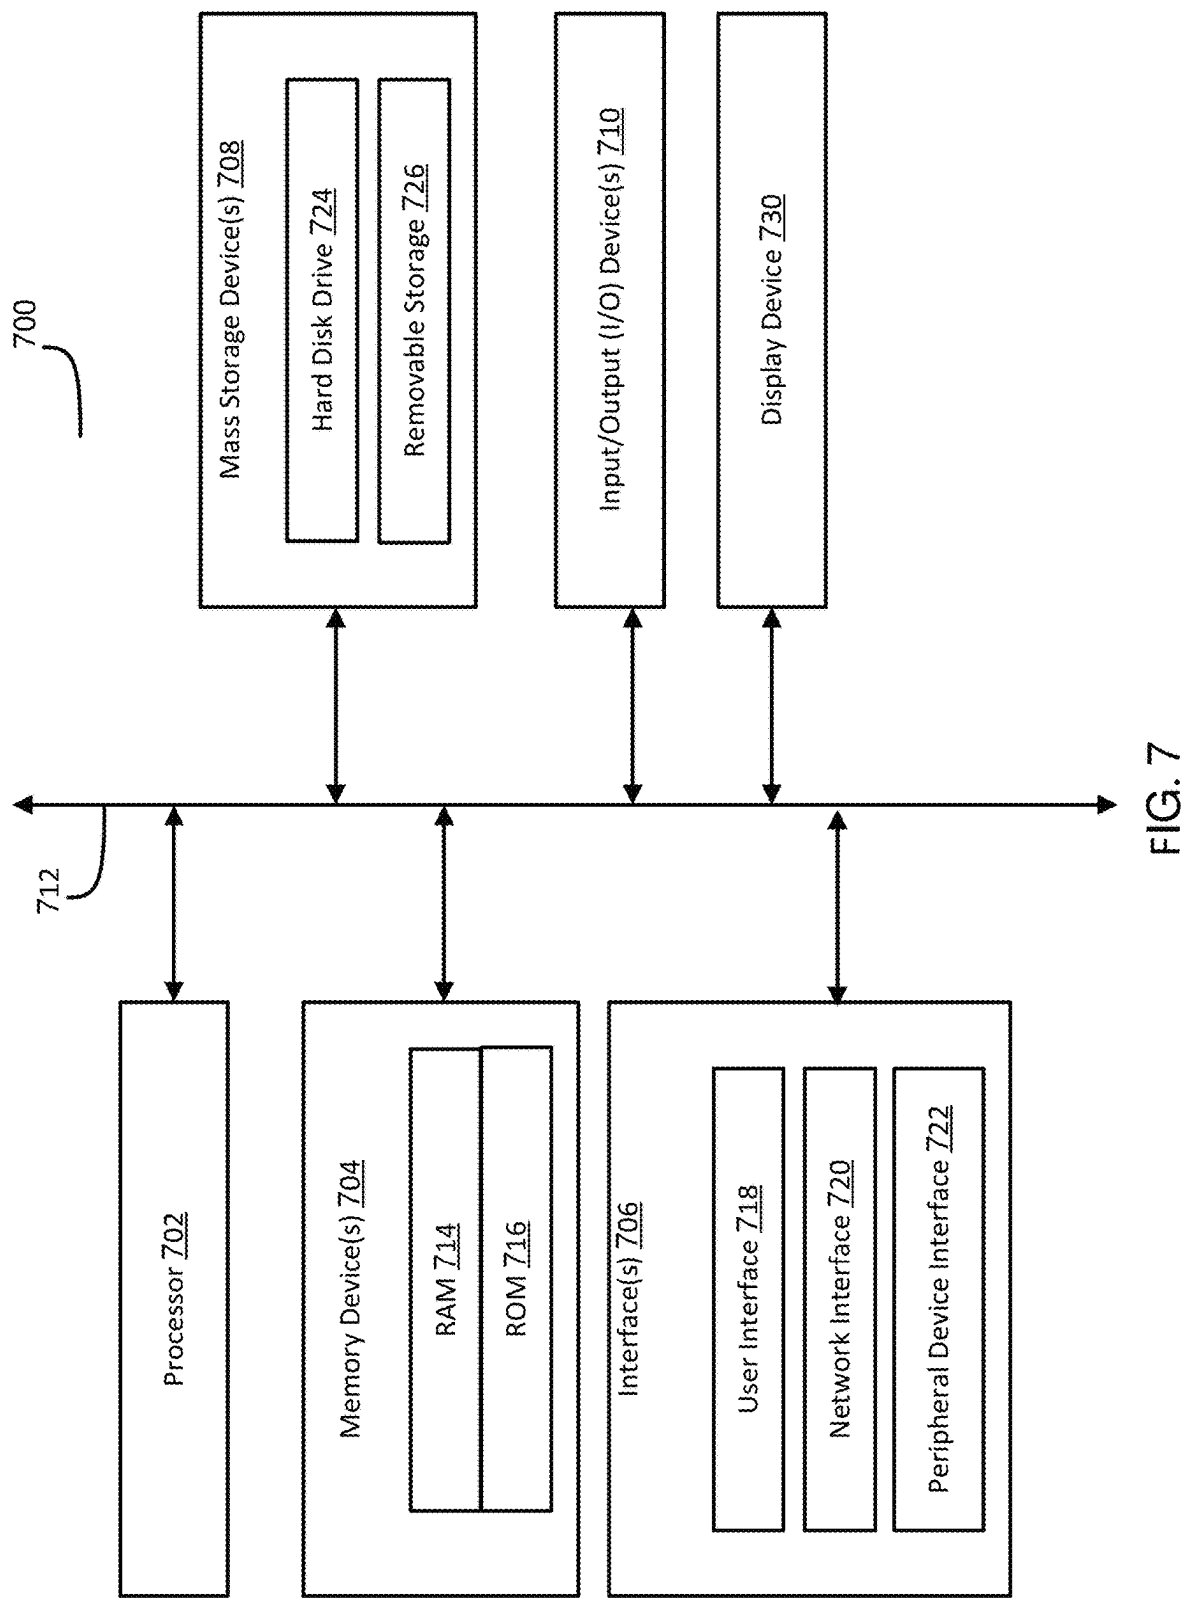 700
712
Processor 702
Memory Device(s) 704
RAM 714
ROM 716
Interface(s) 706
User Interface 718
Network Interface 720
Peripheral Device Interface 722
Mass Storage Device(s) 708
Hard Disk Drive 724
Removable Storage 726
Input/Output (I/O) Device(s) 710
Display Device 730
FIG. 7